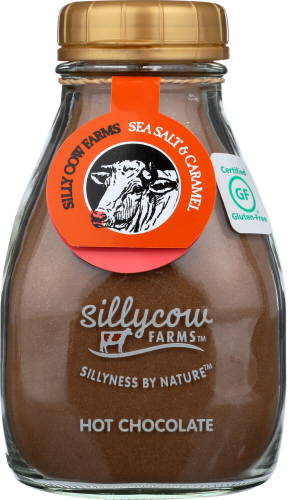 SILLY COW FARMS SEA SALT & CARAMEL
Certified
GF
Gluten-Free
sillycow
FARMS™
SILLYNESS BY NATURE™
HOT CHOCOLATE